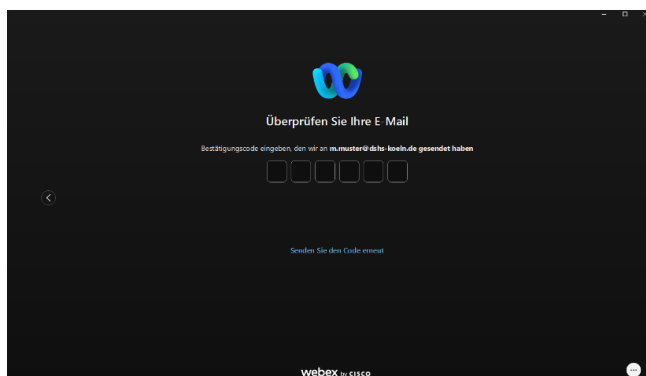 Überprüfen Sie Ihre E-Mail
Bestätigungscode eingeben, den wir an m.muster@dshs-koeln.de gesendet haben
Senden Sie den Code erneut
webex by CISCO